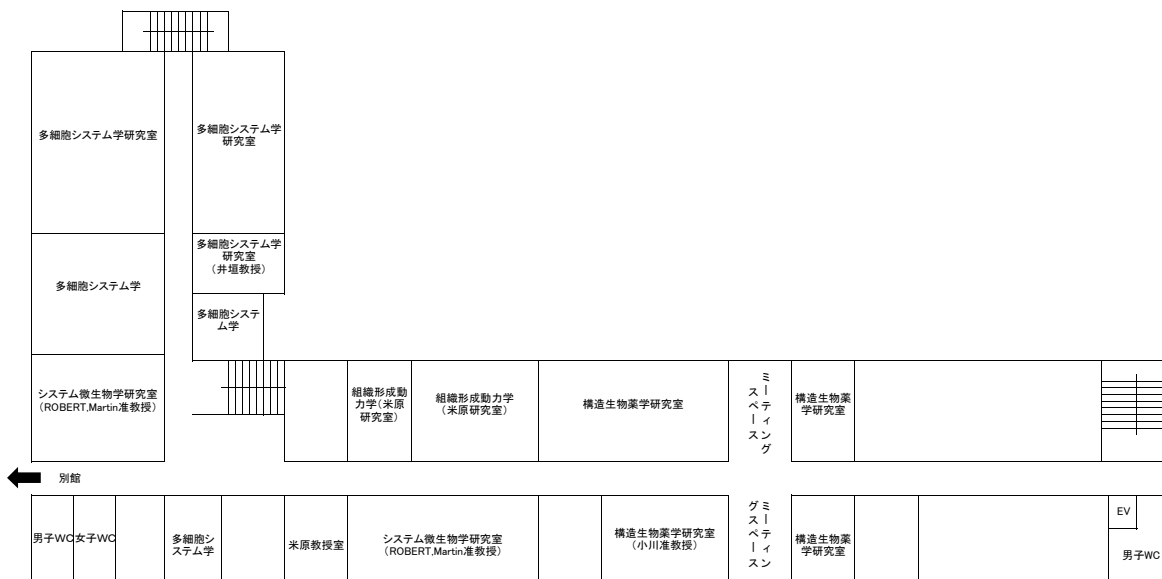 多細胞システム学研究室
多細胞システム学
研究室
多細胞システム学
研究室
(井垣教授)
多細胞システム学
多細胞システ
ム学
システム微生物学研究室
(ROBERT,Martin准教授)
組織形成動
力学(米原
研究室)
組織形成動力学
(米原研究室)
構造生物薬学研究室
ミーティング
スペース
構造生物薬
学研究室
別館
男子WC
女子WC
多細胞シ
ステム学
米原教授室
システム微生物学研究室
(ROBERT,Martin准教授)
構造生物薬学研究室
(小川准教授)
ミーティン
グスペース
構造生物薬
学研究室
EV
男子WC